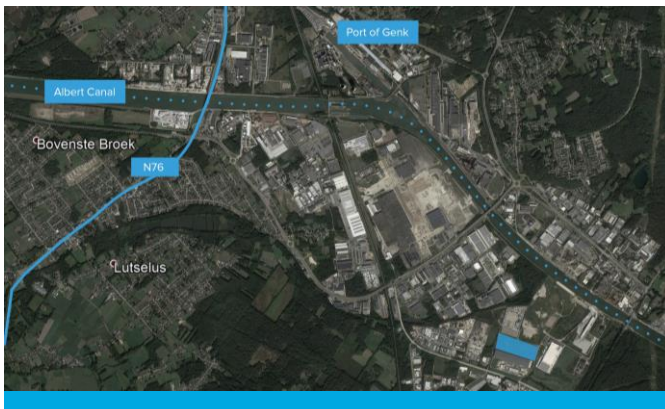 Port of Genk
Albert Canal
Bovenste Broek
N76
Lutselus